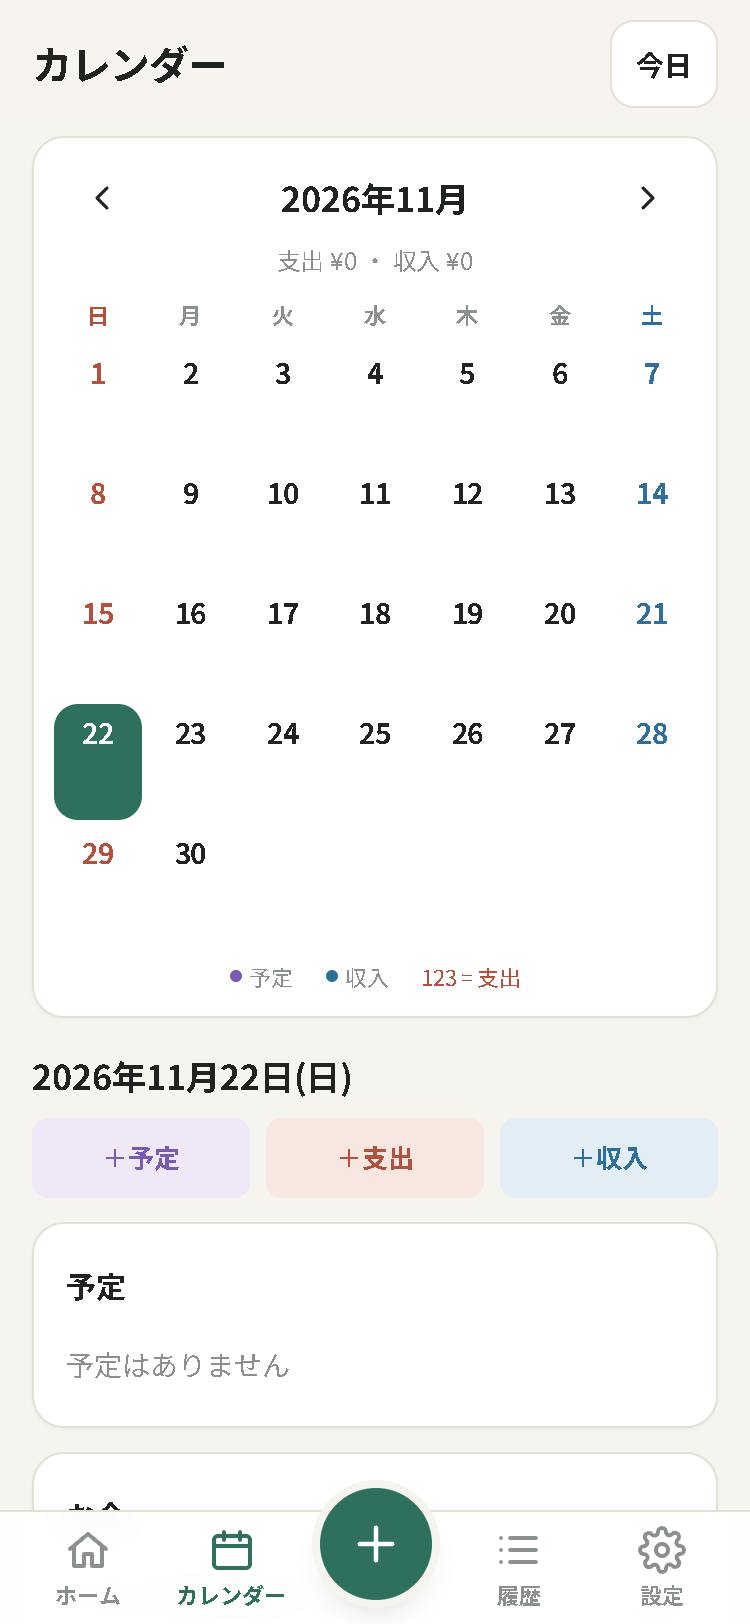 カレンダー
今日
2026年11月
支出 ¥0 ・ 収入 ¥0
日 月 火 水 木 金 土
1 2 3 4 5 6 7
8 9 10 11 12 13 14
15 16 17 18 19 20 21
22 23 24 25 26 27 28
29 30
予定 収入 123 = 支出
2026年11月22日(日)
＋予定 ＋支出 ＋収入
予定
予定はありません
ホーム カレンダー 履歴 設定